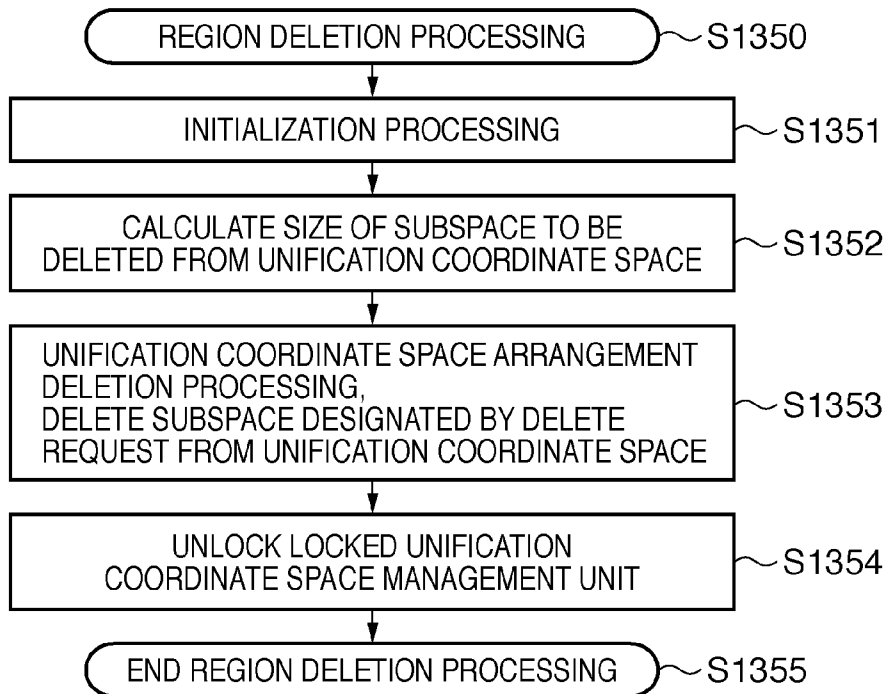 REGION DELETION PROCESSING
S1350
INITIALIZATION PROCESSING
S1351
CALCULATE SIZE OF SUBSPACE TO BE
DELETED FROM UNIFICATION COORDINATE SPACE
S1352
UNIFICATION COORDINATE SPACE ARRANGEMENT
DELETION PROCESSING,
DELETE SUBSPACE DESIGNATED BY DELETE
REQUEST FROM UNIFICATION COORDINATE SPACE
S1353
UNLOCK LOCKED UNIFICATION
COORDINATE SPACE MANAGEMENT UNIT
S1354
END REGION DELETION PROCESSING
S1355